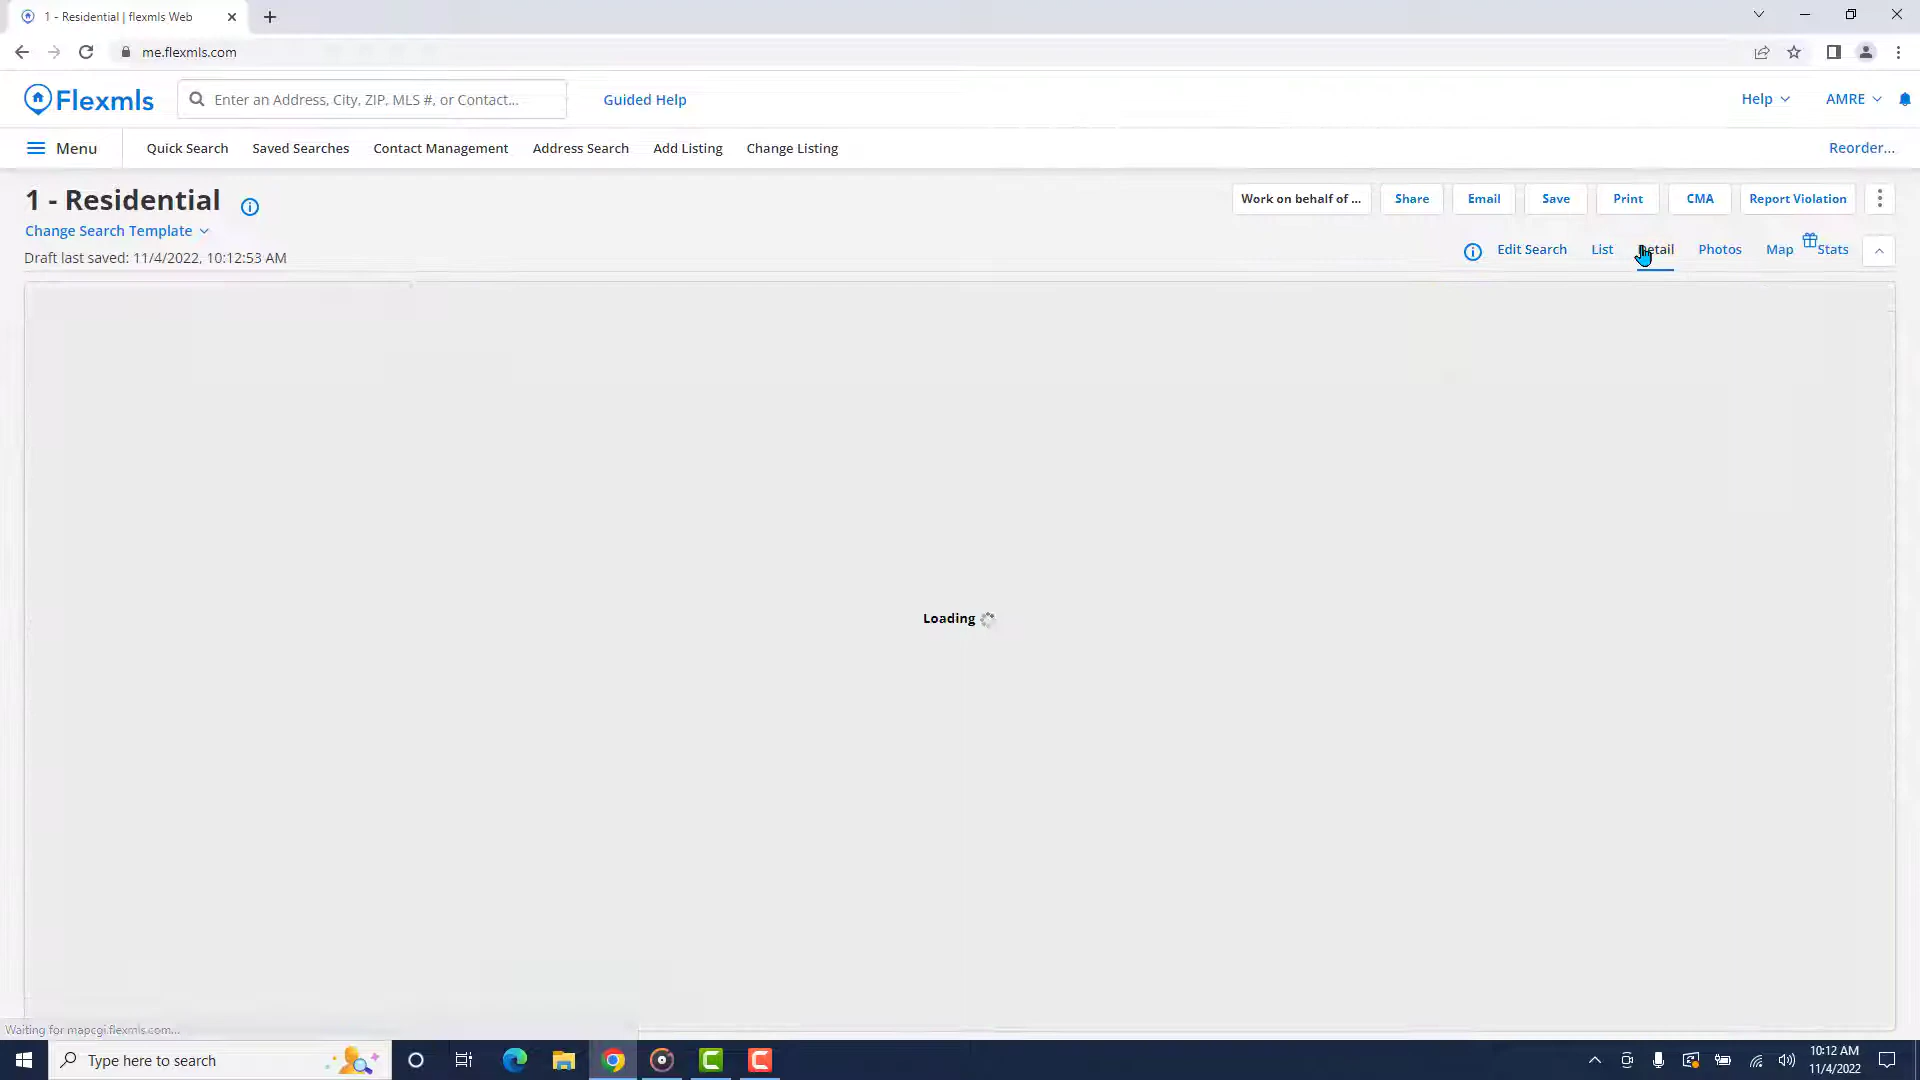 1 - Residential | flexmls Web
me.flexmls.com
Flexmls
Enter an Address, City, ZIP, MLS #, or Contact...
Guided Help
Help
AMRE
Menu
Quick Search
Saved Searches
Contact Management
Address Search
Add Listing
Change Listing
Reorder...
1 - Residential
Work on behalf of ...
Share
Email
Save
Print
CMA
Report Violation
Change Search Template
Draft last saved: 11/4/2022, 10:12:53 AM
Edit Search
List
Detail
Photos
Map
Stats
Loading
Waiting for mapcgi.flexmls.com...
Type here to search
10:12 AM
11/4/2022